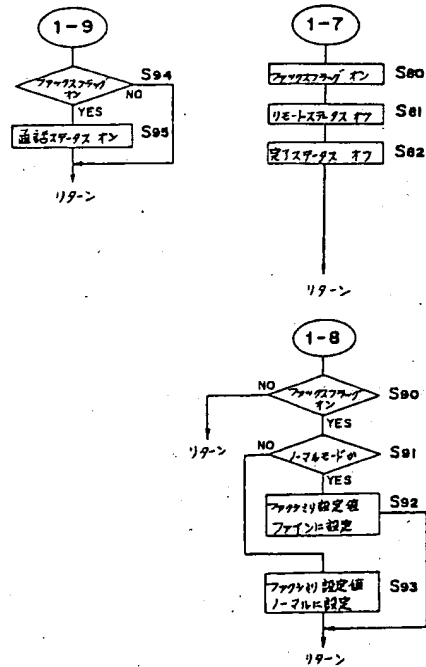 1-9
ファックスフラッグ
オン
S94
NO
YES
通話ステータス オン
S95
リターン
1-7
ファックスフラッグ オン
S80
リモートステータス オフ
S81
完了ステータス オフ
S82
リターン
1-8
NO
ファックスフラッグ
オン
S90
YES
リターン
NO
ノーマルモードか
S91
YES
ファクシミリ設定値
ファインに設定
S92
ファクシミリ設定値
ノーマルに設定
S93
リターン